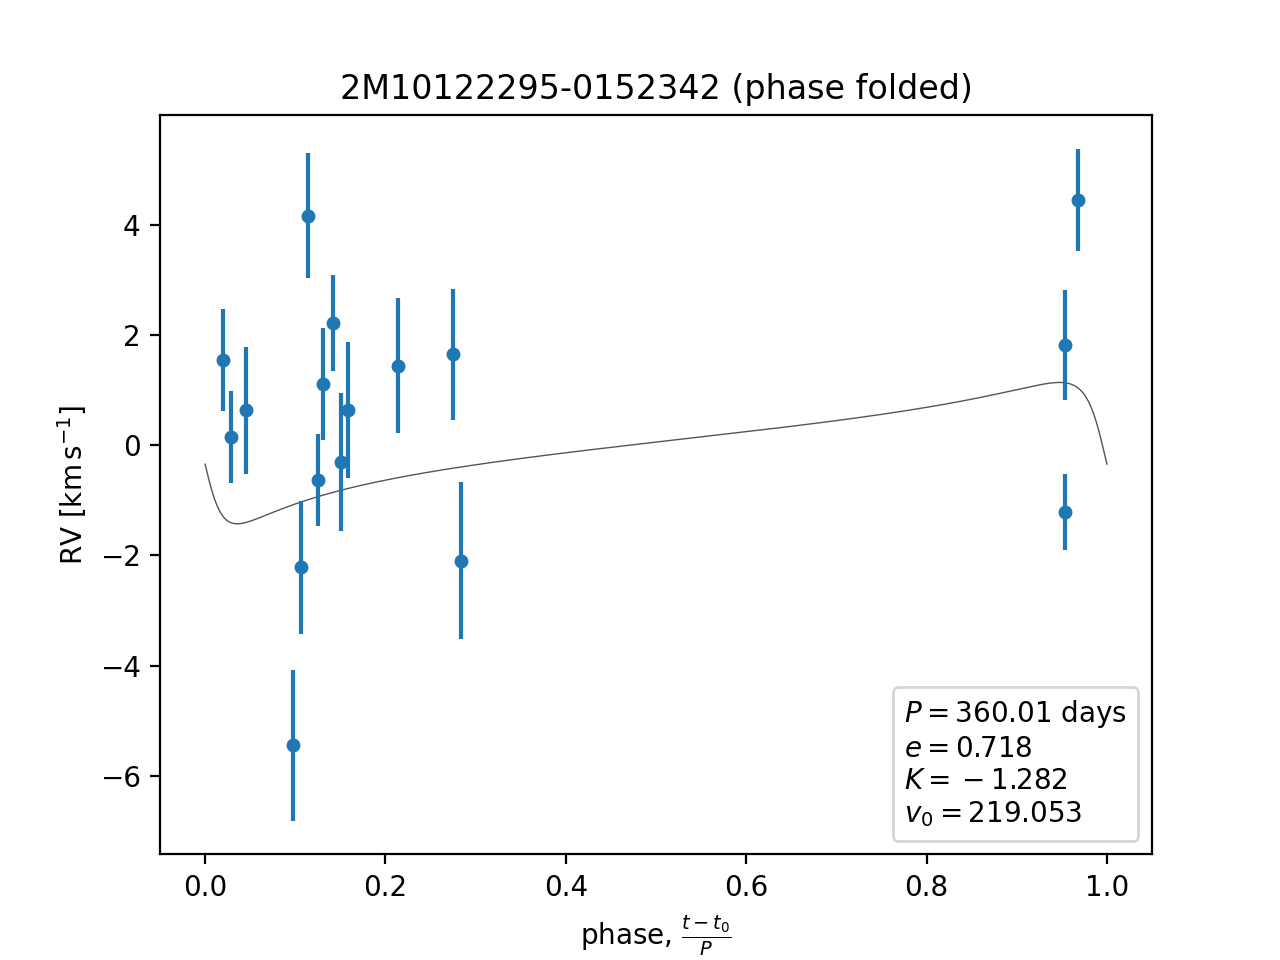 2M10122295-0152342 (phase folded)
RV [km s⁻¹]
4
2
0
−2
−4
−6
P = 360.01 days
e = 0.718
K = −1.282
v₀ = 219.053
0.0 0.2 0.4 0.6 0.8 1.0
phase, (t − t₀)/P